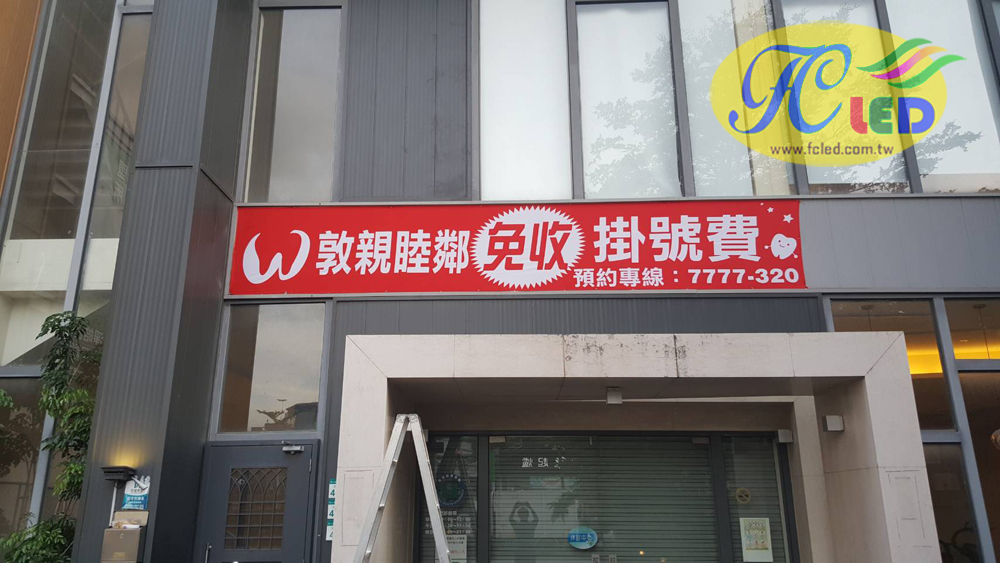 FC LED
www.fcled.com.tw
敦親睦鄰 免收 掛號費
預約專線：7777-320